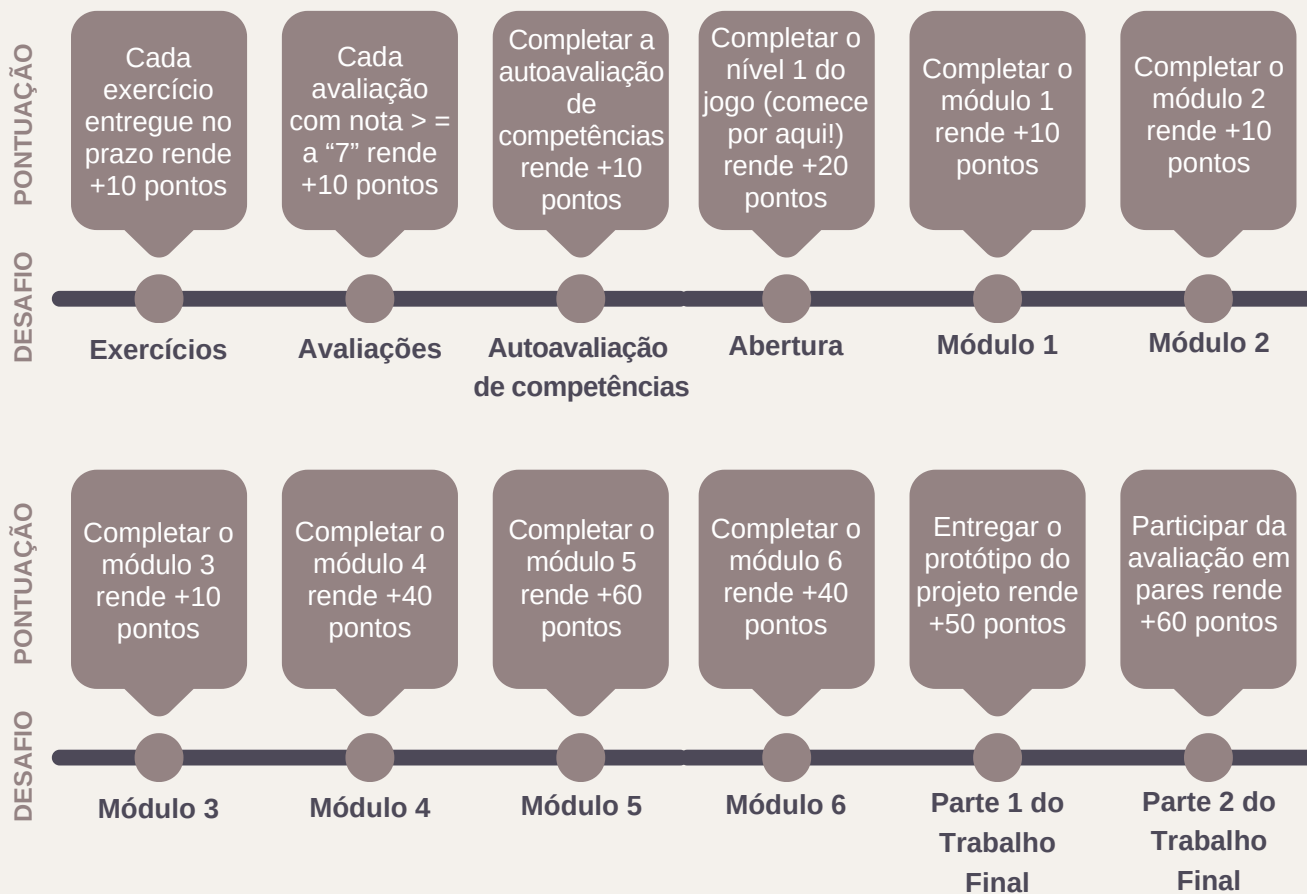 PONTUAÇÃO
Cada
exercício
entregue no
prazo rende
+10 pontos
Cada
avaliação
com nota > =
a “7” rende
+10 pontos
Completar a
autoavaliação
de
competências
rende +10
pontos
Completar o
nível 1 do
jogo (comece
por aqui!)
rende +20
pontos
Completar o
módulo 1
rende +10
pontos
Completar o
módulo 2
rende +10
pontos
DESAFIO
Exercícios
Avaliações
Autoavaliação
de competências
Abertura
Módulo 1
Módulo 2
PONTUAÇÃO
Completar o
módulo 3
rende +10
pontos
Completar o
módulo 4
rende +40
pontos
Completar o
módulo 5
rende +60
pontos
Completar o
módulo 6
rende +40
pontos
Entregar o
protótipo do
projeto rende
+50 pontos
Participar da
avaliação em
pares rende
+60 pontos
DESAFIO
Módulo 3
Módulo 4
Módulo 5
Módulo 6
Parte 1 do
Trabalho
Final
Parte 2 do
Trabalho
Final